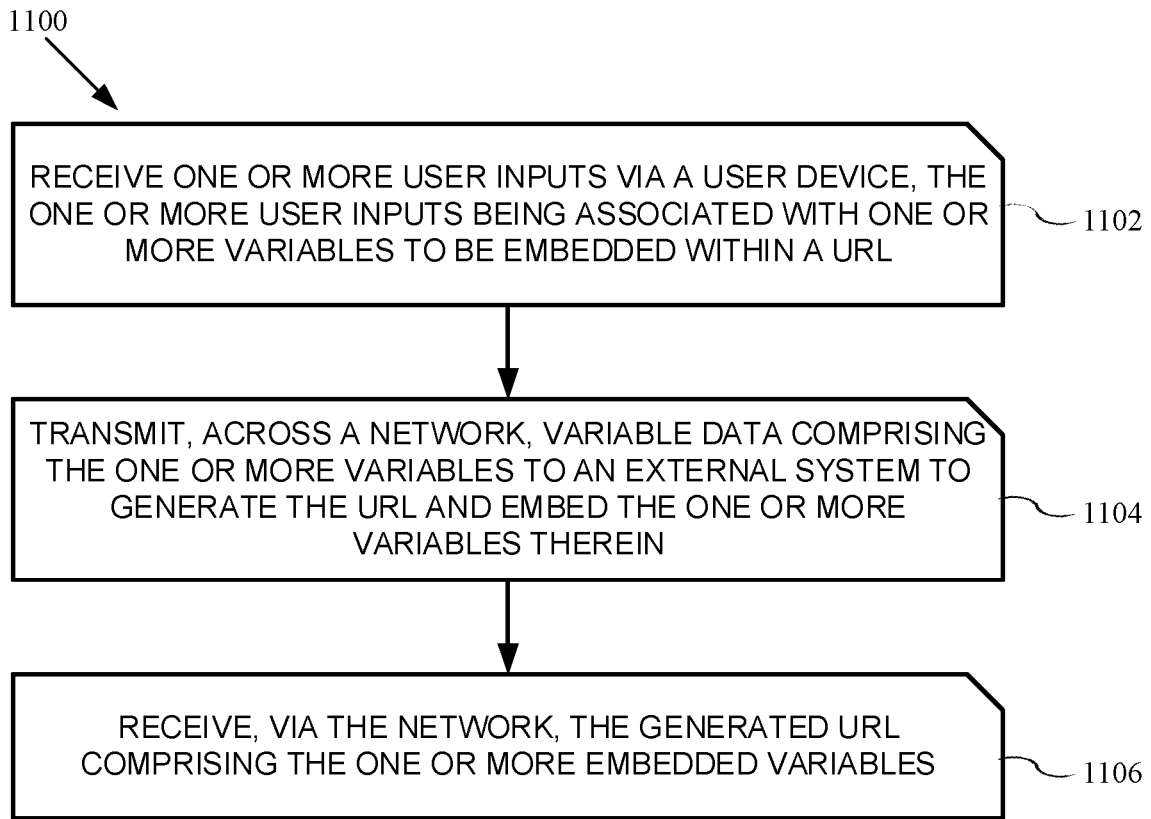 1100
RECEIVE ONE OR MORE USER INPUTS VIA A USER DEVICE, THE
ONE OR MORE USER INPUTS BEING ASSOCIATED WITH ONE OR
MORE VARIABLES TO BE EMBEDDED WITHIN A URL
1102
TRANSMIT, ACROSS A NETWORK, VARIABLE DATA COMPRISING
THE ONE OR MORE VARIABLES TO AN EXTERNAL SYSTEM TO
GENERATE THE URL AND EMBED THE ONE OR MORE
VARIABLES THEREIN
1104
RECEIVE, VIA THE NETWORK, THE GENERATED URL
COMPRISING THE ONE OR MORE EMBEDDED VARIABLES
1106